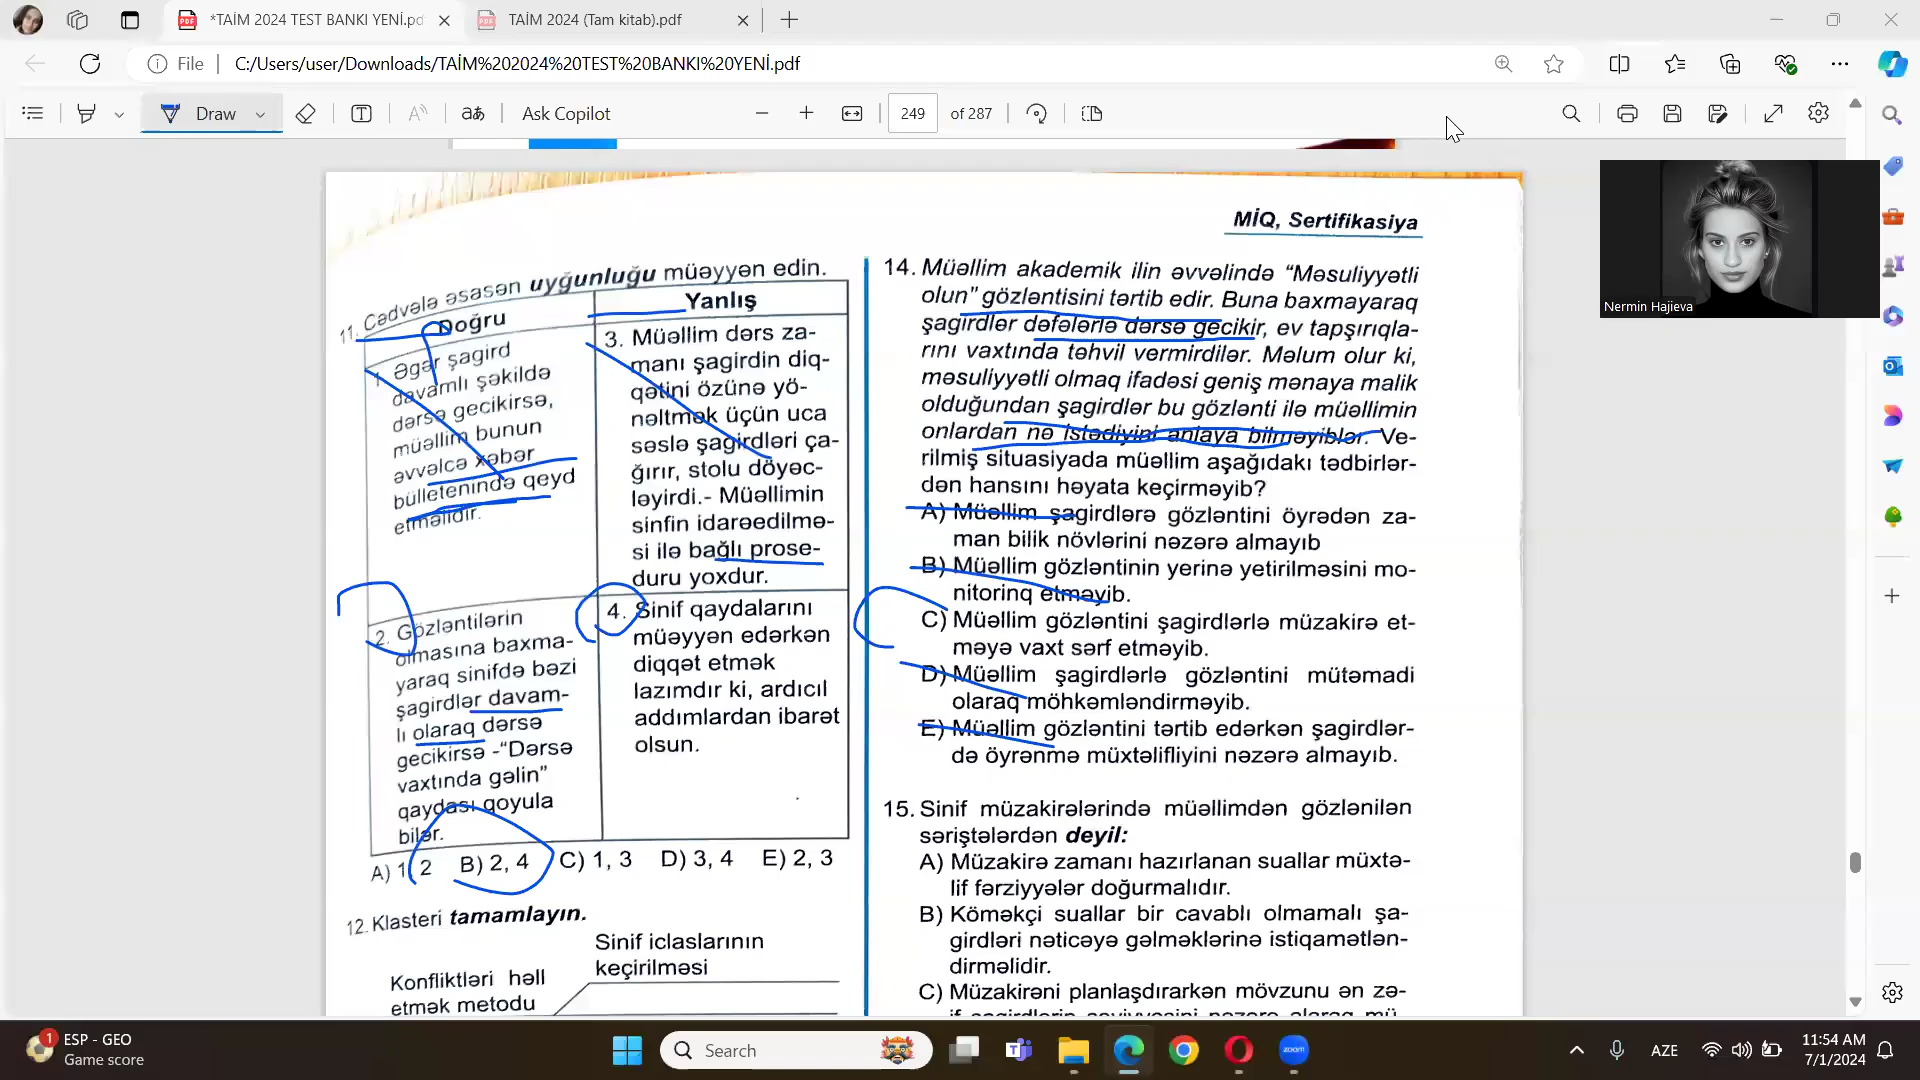 *TAİM 2024 TEST BANKI YENİ.pd
TAİM 2024 (Tam kitab).pdf
File
C:/Users/user/Downloads/TAİM%202024%20TEST%20BANKI%20YENİ.pdf
Draw
Ask Copilot
249 of 287
MİQ, Sertifikasiya
Nermin Hajieva
11. Cədvələ əsasən uyğunluğu müəyyən edin.
Doğru
Yanlış
1. Əgər şagird
davamlı şəkildə
dərsə gecikirsə,
müəllim bunun
əvvəlcə xəbər
bülletenində qeyd
etməlidir.
3. Müəllim dərs za-
manı şagirdin diq-
qətini özünə yö-
nəltmək üçün uca
səslə şagirdləri ça-
ğırır, stolu döyəc-
ləyirdi.- Müəllimin
sinfin idarəedilmə-
si ilə bağlı prose-
duru yoxdur.
2. Gözləntilərin
olmasına baxma-
yaraq sinifdə bəzi
şagirdlər davam-
lı olaraq dərsə
gecikirsə -“Dərsə
vaxtında gəlin”
qaydası qoyula
bilər.
4. Sinif qaydalarını
müəyyən edərkən
diqqət etmək
lazımdır ki, ardıcıl
addımlardan ibarət
olsun.
A) 1, 2 B) 2, 4 C) 1, 3 D) 3, 4 E) 2, 3
12. Klasteri tamamlayın.
Sinif iclaslarının
keçirilməsi
Konfliktləri həll
etmək metodu
14. Müəllim akademik ilin əvvəlində “Məsuliyyətli
olun” gözləntisini tərtib edir. Buna baxmayaraq
şagirdlər dəfələrlə dərsə gecikir, ev tapşırıqla-
rını vaxtında təhvil vermirdilər. Məlum olur ki,
məsuliyyətli olmaq ifadəsi geniş mənaya malik
olduğundan şagirdlər bu gözlənti ilə müəllimin
onlardan nə istədiyini anlaya bilməyiblər. Ve-
rilmiş situasiyada müəllim aşağıdakı tədbirlər-
dən hansını həyata keçirməyib?
A) Müəllim şagirdlərə gözləntini öyrədən za-
man bilik növlərini nəzərə almayıb
B) Müəllim gözləntinin yerinə yetirilməsini mo-
nitorinq etməyib.
C) Müəllim gözləntini şagirdlərlə müzakirə et-
məyə vaxt sərf etməyib.
D) Müəllim şagirdlərlə gözləntini mütəmadi
olaraq möhkəmləndirməyib.
E) Müəllim gözləntini tərtib edərkən şagirdlər-
də öyrənmə müxtəlifliyini nəzərə almayıb.
15. Sinif müzakirələrində müəllimdən gözlənilən
səriştələrdən deyil:
A) Müzakirə zamanı hazırlanan suallar müxtə-
lif fərziyyələr doğurmalıdır.
B) Köməkçi suallar bir cavablı olmamalı şa-
girdləri nəticəyə gəlməklərinə istiqamətlən-
dirməlidir.
C) Müzakirəni planlaşdırarkən mövzunu ən zə-
if şagirdlərin səviyyəsini nəzərə alaraq mü-
1
ESP - GEO
Game score
Search
zoom
AZE
11:54 AM
7/1/2024